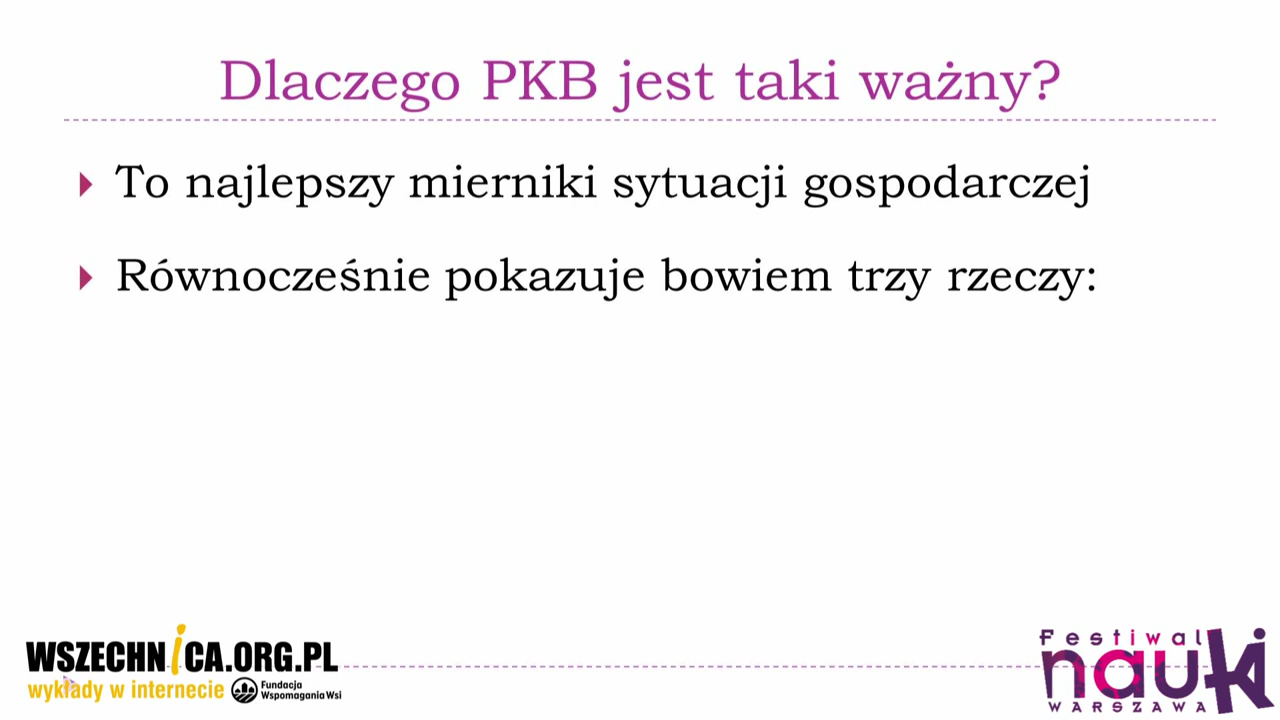 Dlaczego PKB jest taki ważny?
To najlepszy mierniki sytuacji gospodarczej
Równocześnie pokazuje bowiem trzy rzeczy:
WSZECHNiCA.ORG.PL
wykłady w internecie
Fundacja
Wspomagania Wsi
Festiwal
nauki
WARSZAWA